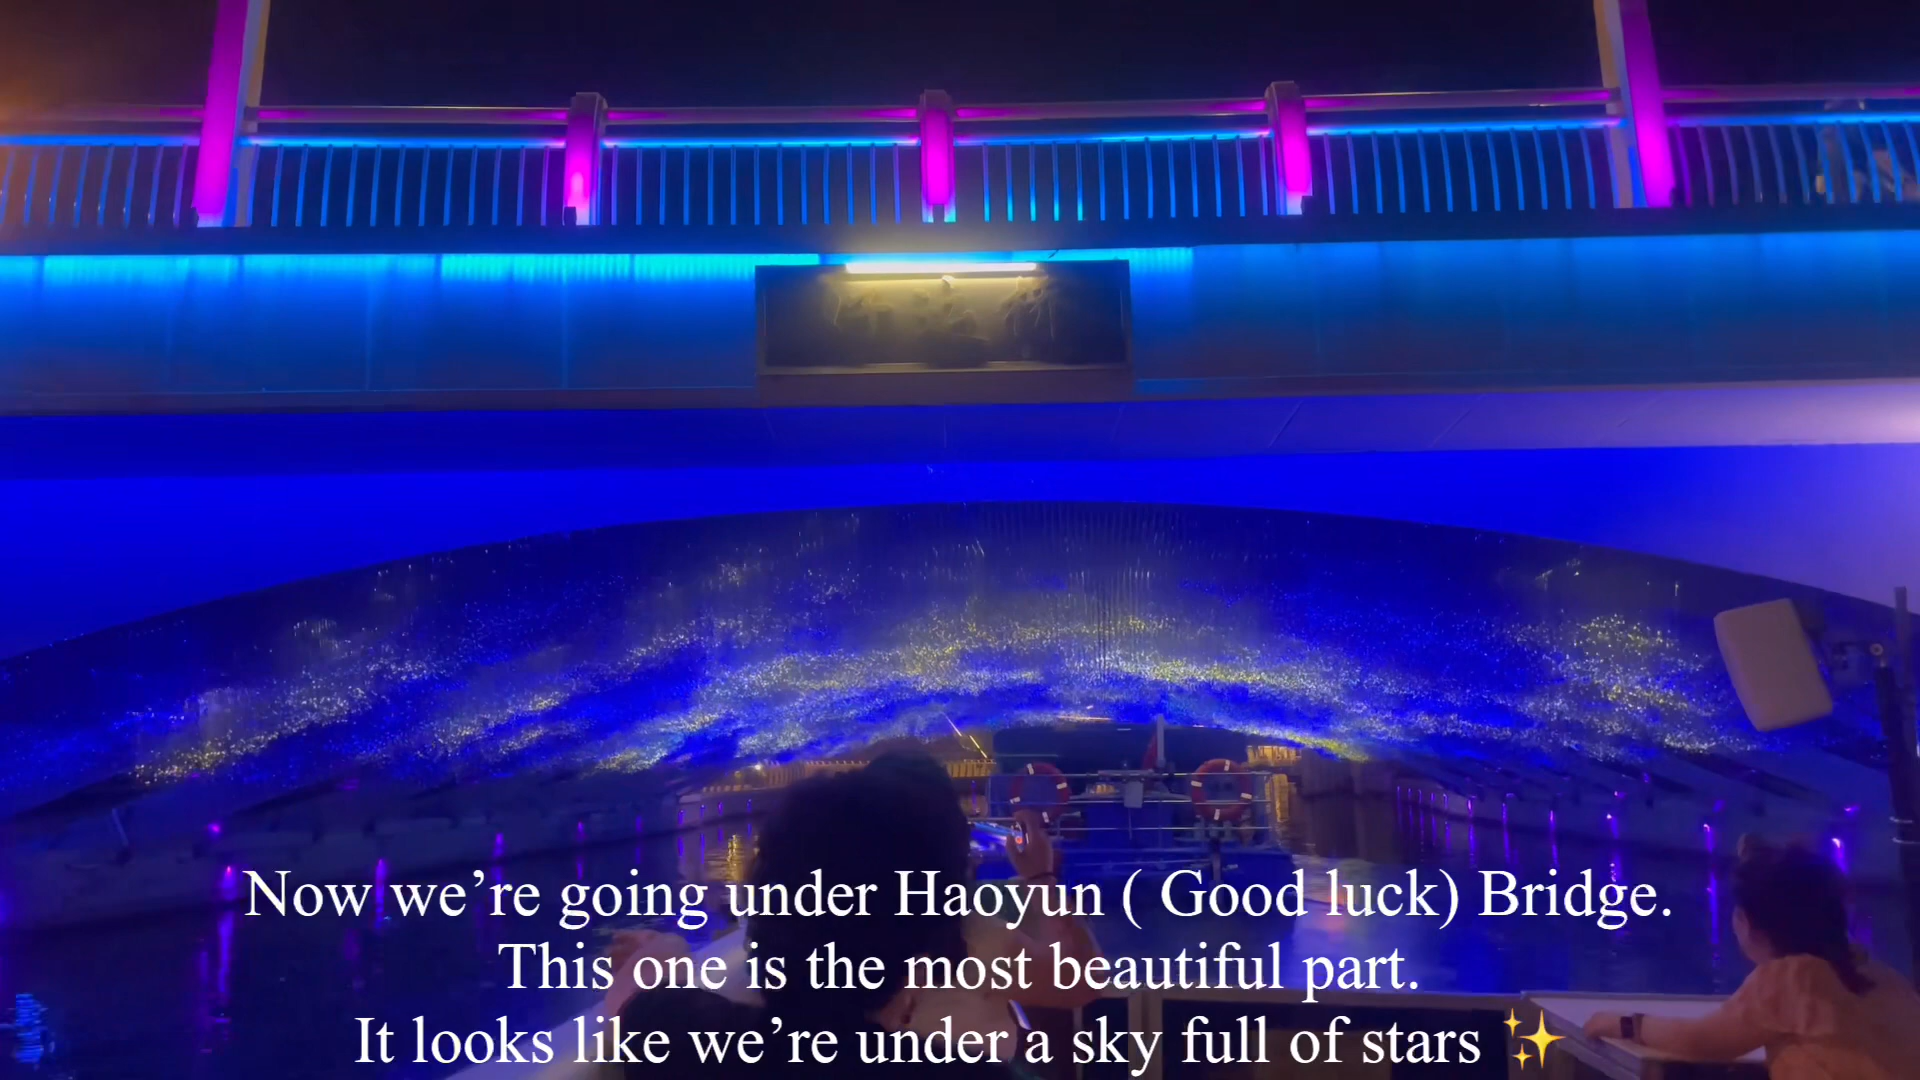 Now we’re going under Haoyun ( Good luck) Bridge.
This one is the most beautiful part.
It looks like we’re under a sky full of stars ✨